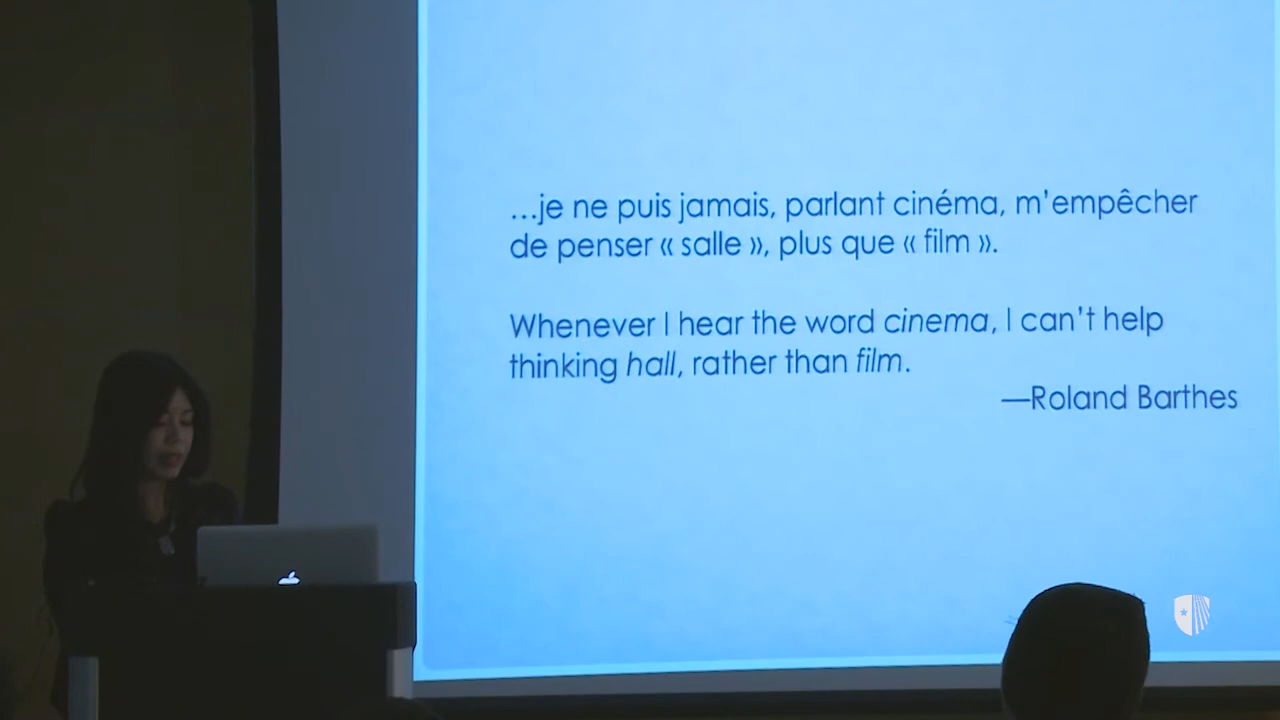 …je ne puis jamais, parlant cinéma, m’empêcher
de penser « salle », plus que « film ».
Whenever I hear the word cinema, I can’t help
thinking hall, rather than film.
—Roland Barthes